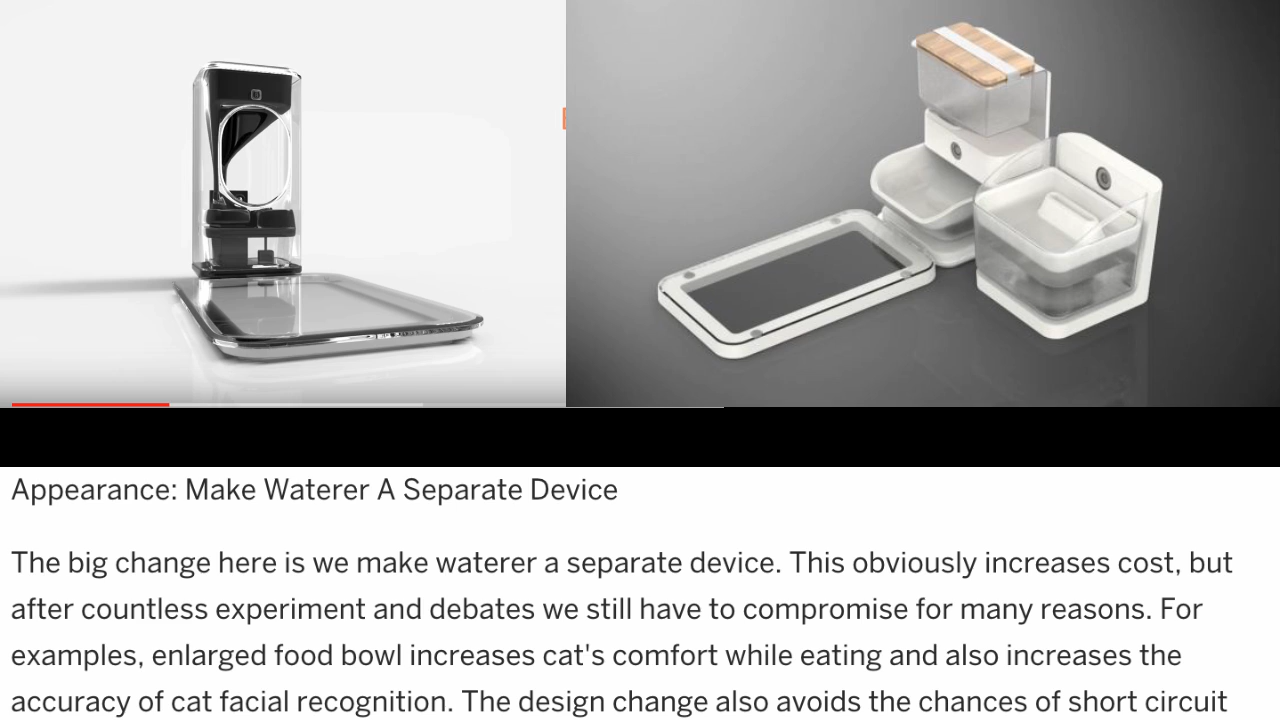 Appearance: Make Waterer A Separate Device
The big change here is we make waterer a separate device. This obviously increases cost, but
after countless experiment and debates we still have to compromise for many reasons. For
examples, enlarged food bowl increases cat's comfort while eating and also increases the
accuracy of cat facial recognition. The design change also avoids the chances of short circuit